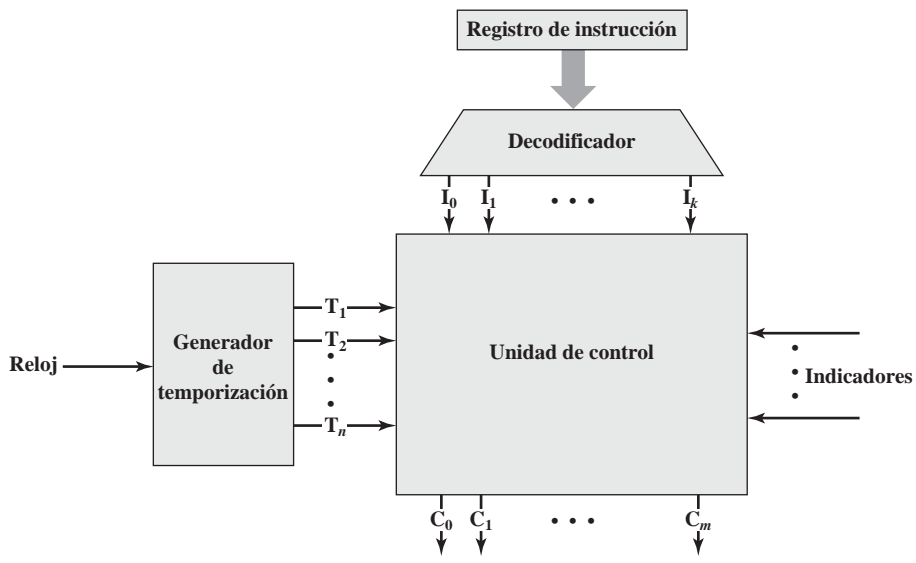 Registro de instrucción
Decodificador
I0 I1 • • • Ik
Reloj
Generador
de
temporización
T1
T2
Tn
Unidad de control
Indicadores
C0 C1 • • • Cm